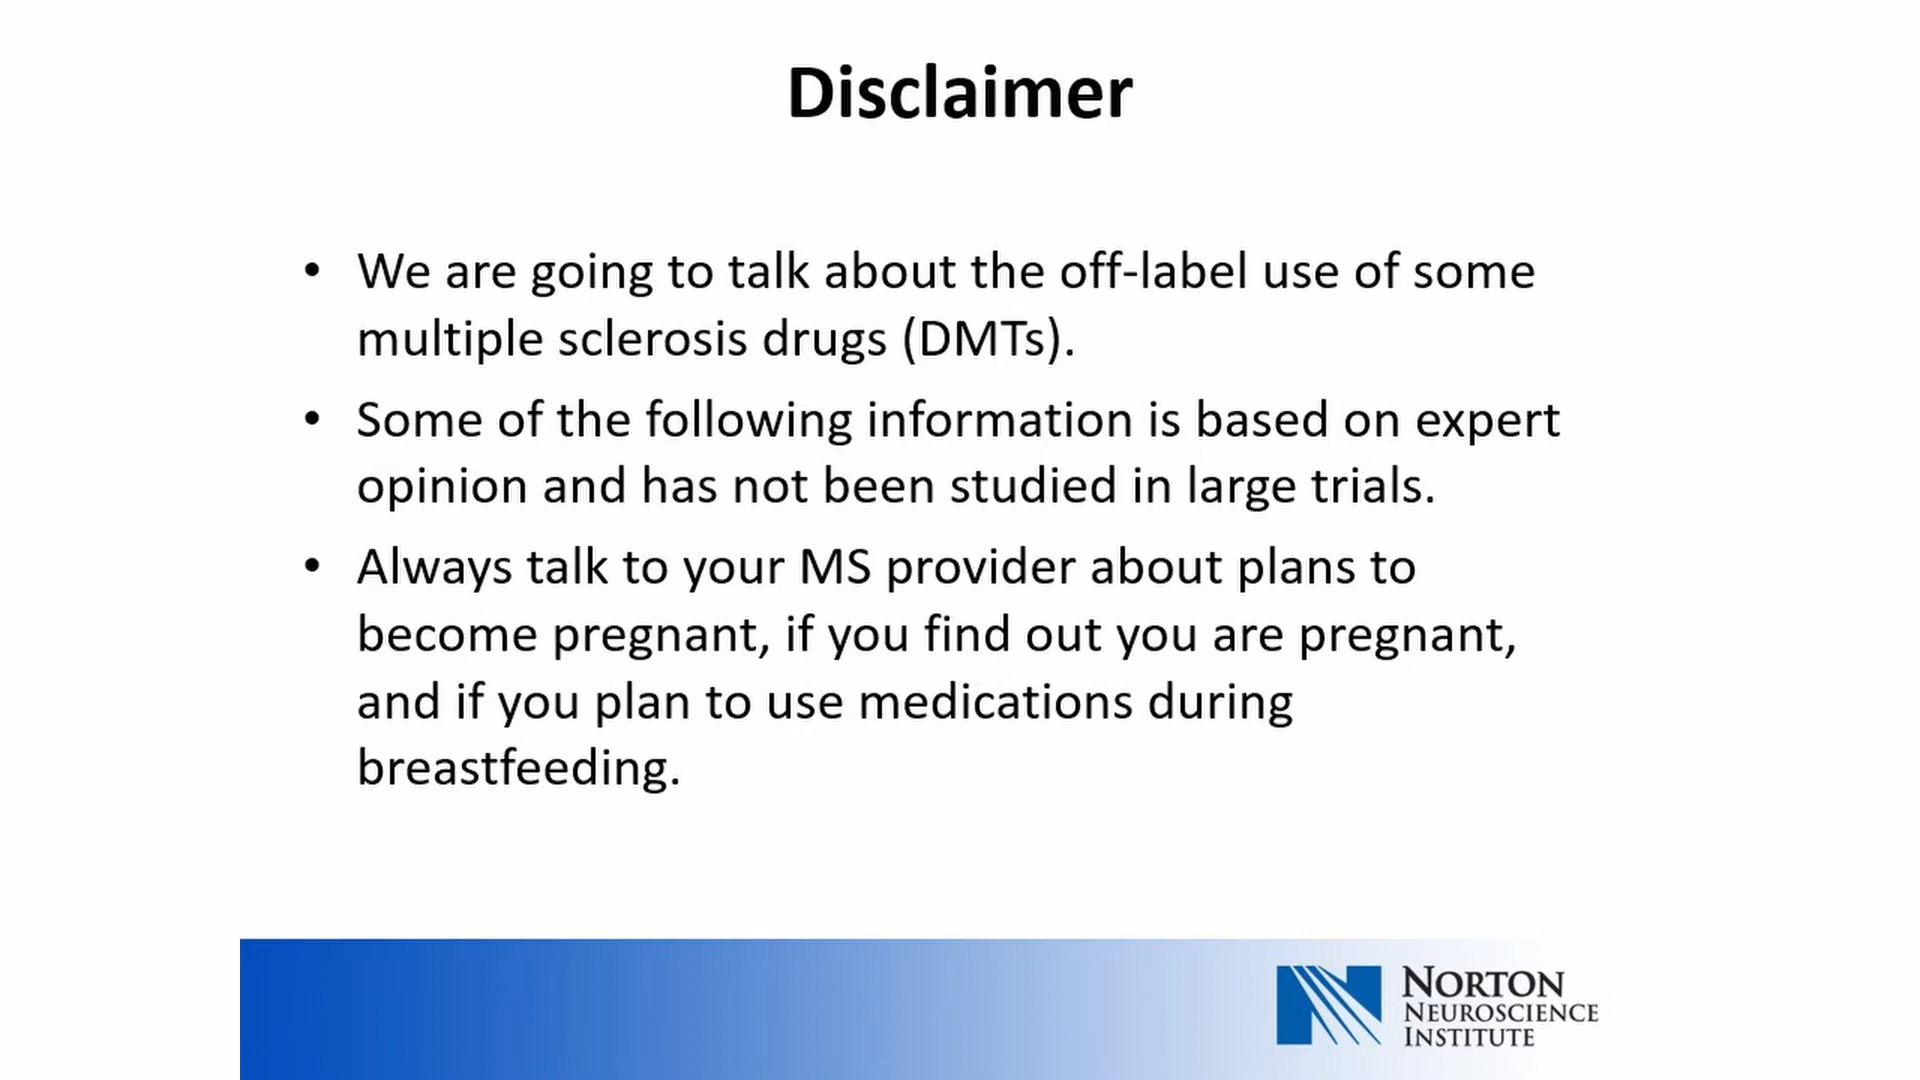 Disclaimer
• We are going to talk about the off-label use of some
multiple sclerosis drugs (DMTs).
• Some of the following information is based on expert
opinion and has not been studied in large trials.
• Always talk to your MS provider about plans to
become pregnant, if you find out you are pregnant,
and if you plan to use medications during
breastfeeding.
NORTON
NEUROSCIENCE
INSTITUTE